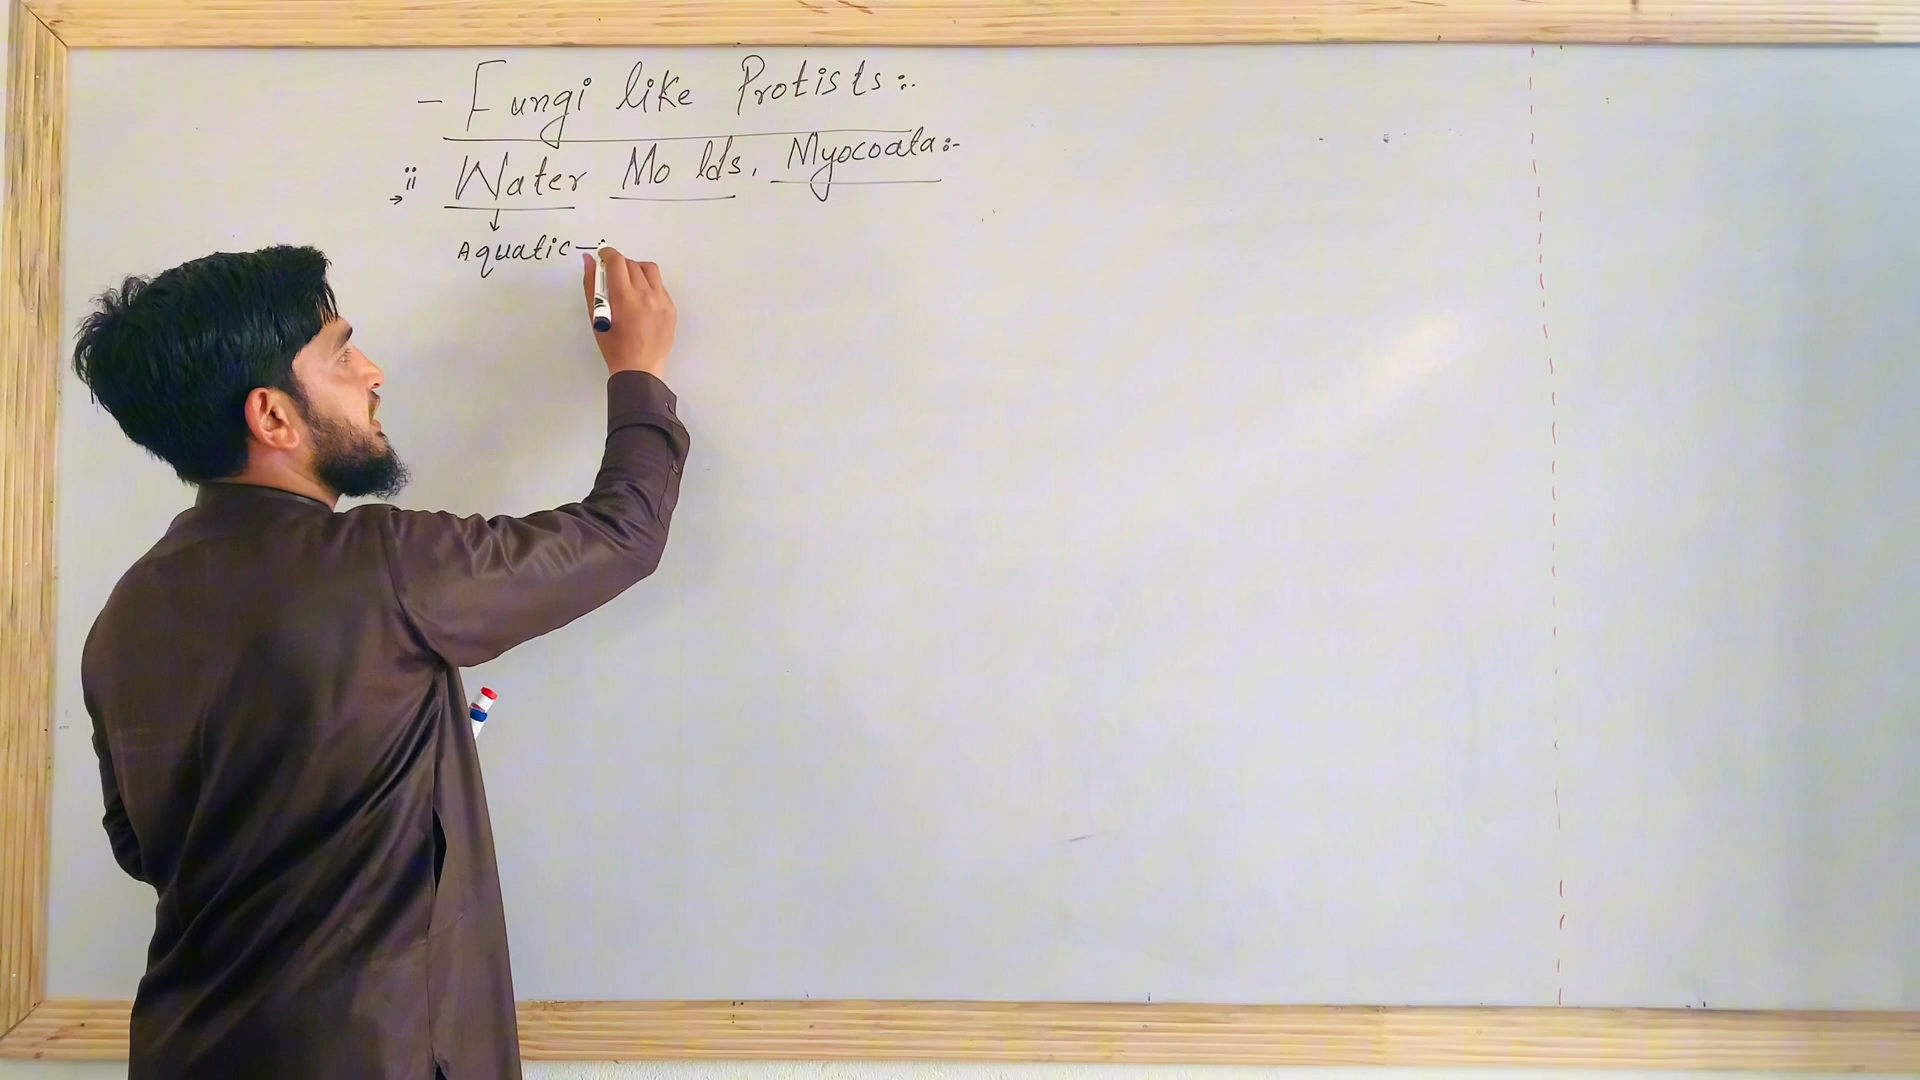 - Fungi like Protists:.
ii Water Molds, Myocoata:-
→
↓
Aquatic -